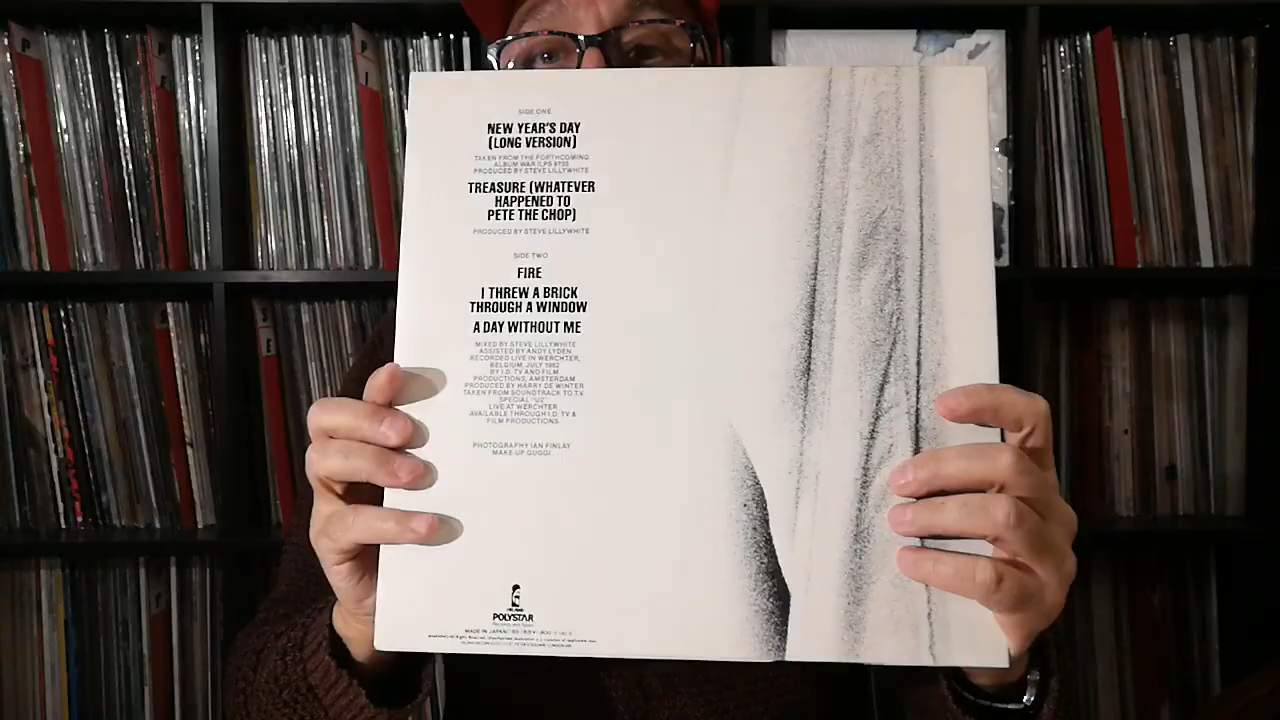 SIDE ONE
NEW YEAR'S DAY
(LONG VERSION)
TAKEN FROM THE FORTHCOMING
ALBUM WAR ILPS 9733
PRODUCED BY STEVE LILLYWHITE
TREASURE (WHATEVER
HAPPENED TO
PETE THE CHOP)
PRODUCED BY STEVE LILLYWHITE
SIDE TWO
FIRE
I THREW A BRICK
THROUGH A WINDOW
A DAY WITHOUT ME
MIXED BY STEVE LILLYWHITE
ASSISTED BY ANDY LYDEN
RECORDED LIVE IN WERCHTER,
BELGIUM, JULY 1982
BY I.D. TV AND FILM
PRODUCTIONS, AMSTERDAM
PRODUCED BY HARRY DE WINTER
TAKEN FROM SOUNDTRACK TO T.V.
SPECIAL "U2"
LIVE AT WERCHTER
AVAILABLE THROUGH I.D. TV &
FILM PRODUCTIONS.
PHOTOGRAPHY IAN FINLAY
MAKE UP GUGGI
ISLAND
POLYSTAR
MADE IN JAPAN
P
P